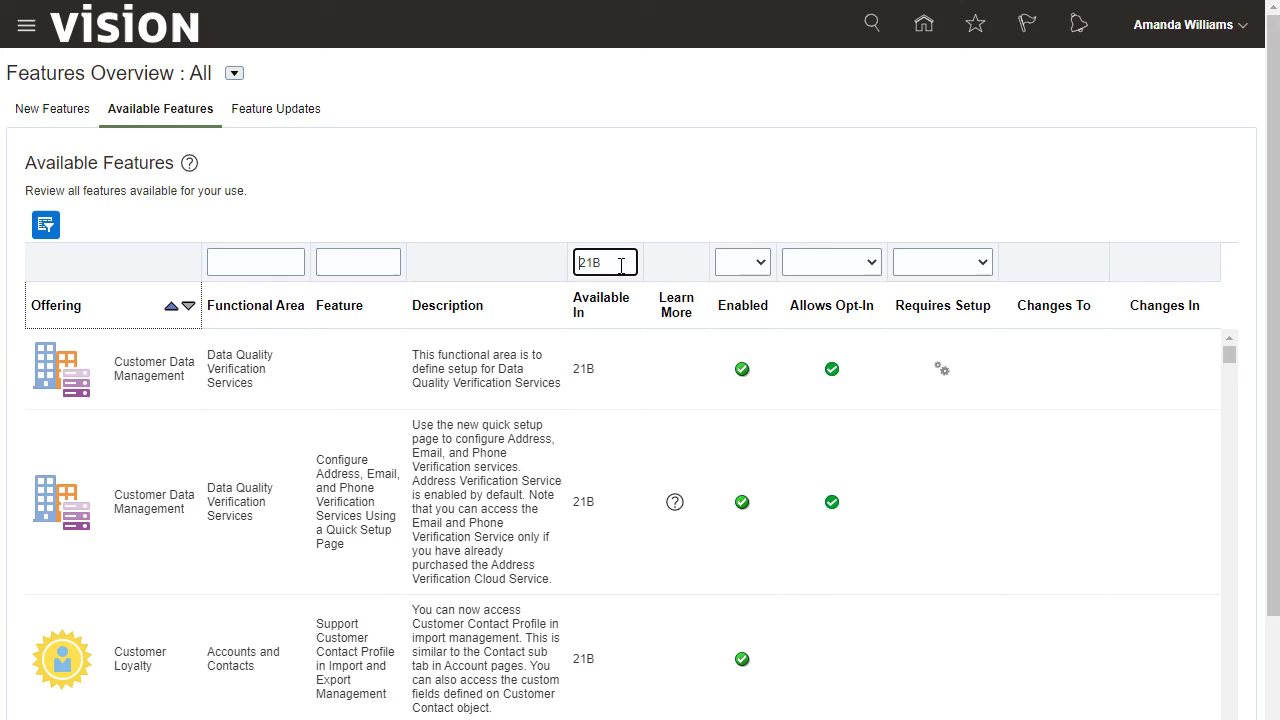 vision
Amanda Williams
Features Overview : All
New Features
Available Features
Feature Updates
Available Features
Review all features available for your use.
21B
Offering
Functional Area
Feature
Description
Available
In
Learn
More
Enabled
Allows Opt-In
Requires Setup
Changes To
Changes In
Customer Data
Management
Data Quality
Verification
Services
This functional area is to
define setup for Data
Quality Verification Services
21B
Customer Data
Management
Data Quality
Verification
Services
Configure
Address, Email,
and Phone
Verification
Services Using
a Quick Setup
Page
Use the new quick setup
page to configure Address,
Email, and Phone
Verification services.
Address Verification Service
is enabled by default. Note
that you can access the
Email and Phone
Verification Service only if
you have already
purchased the Address
Verification Cloud Service.
21B
Customer
Loyalty
Accounts and
Contacts
Support
Customer
Contact Profile
in Import and
Export
Management
You can now access
Customer Contact Profile in
import management. This is
similar to the Contact sub
tab in Account pages. You
can also access the custom
fields defined on Customer
Contact object.
21B